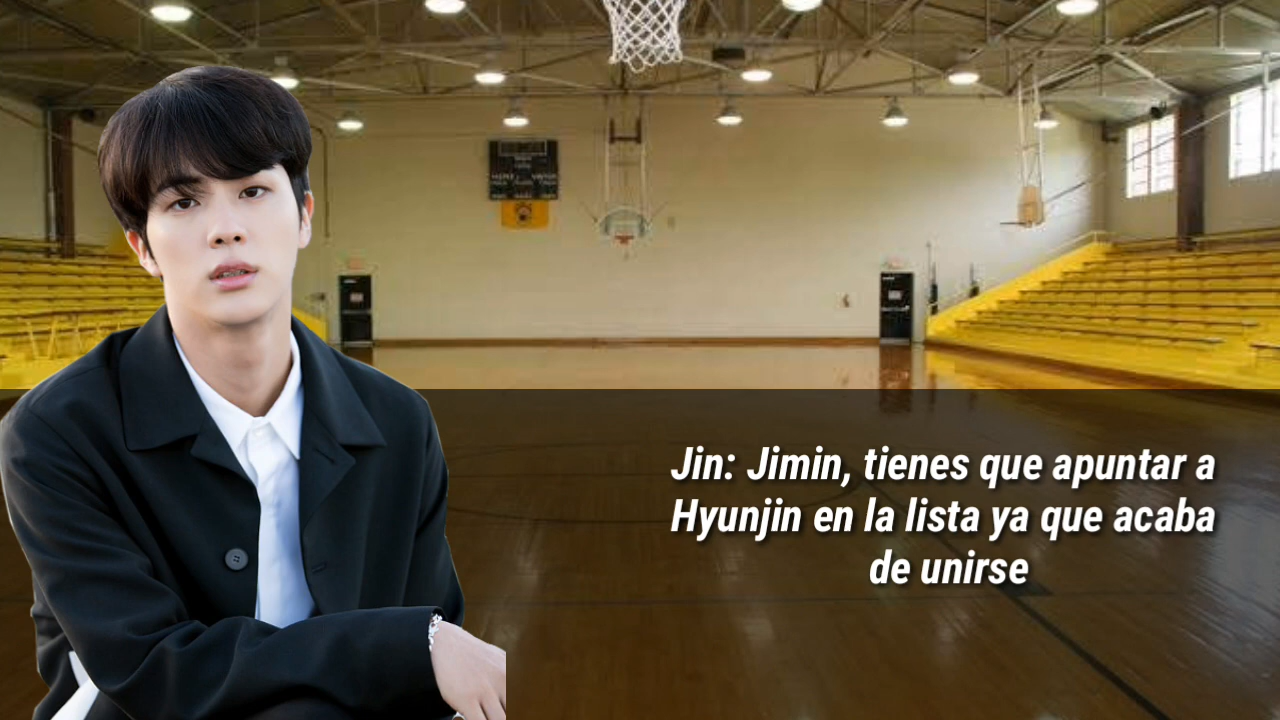 Jin: Jimin, tienes que apuntar a
Hyunjin en la lista ya que acaba
de unirse